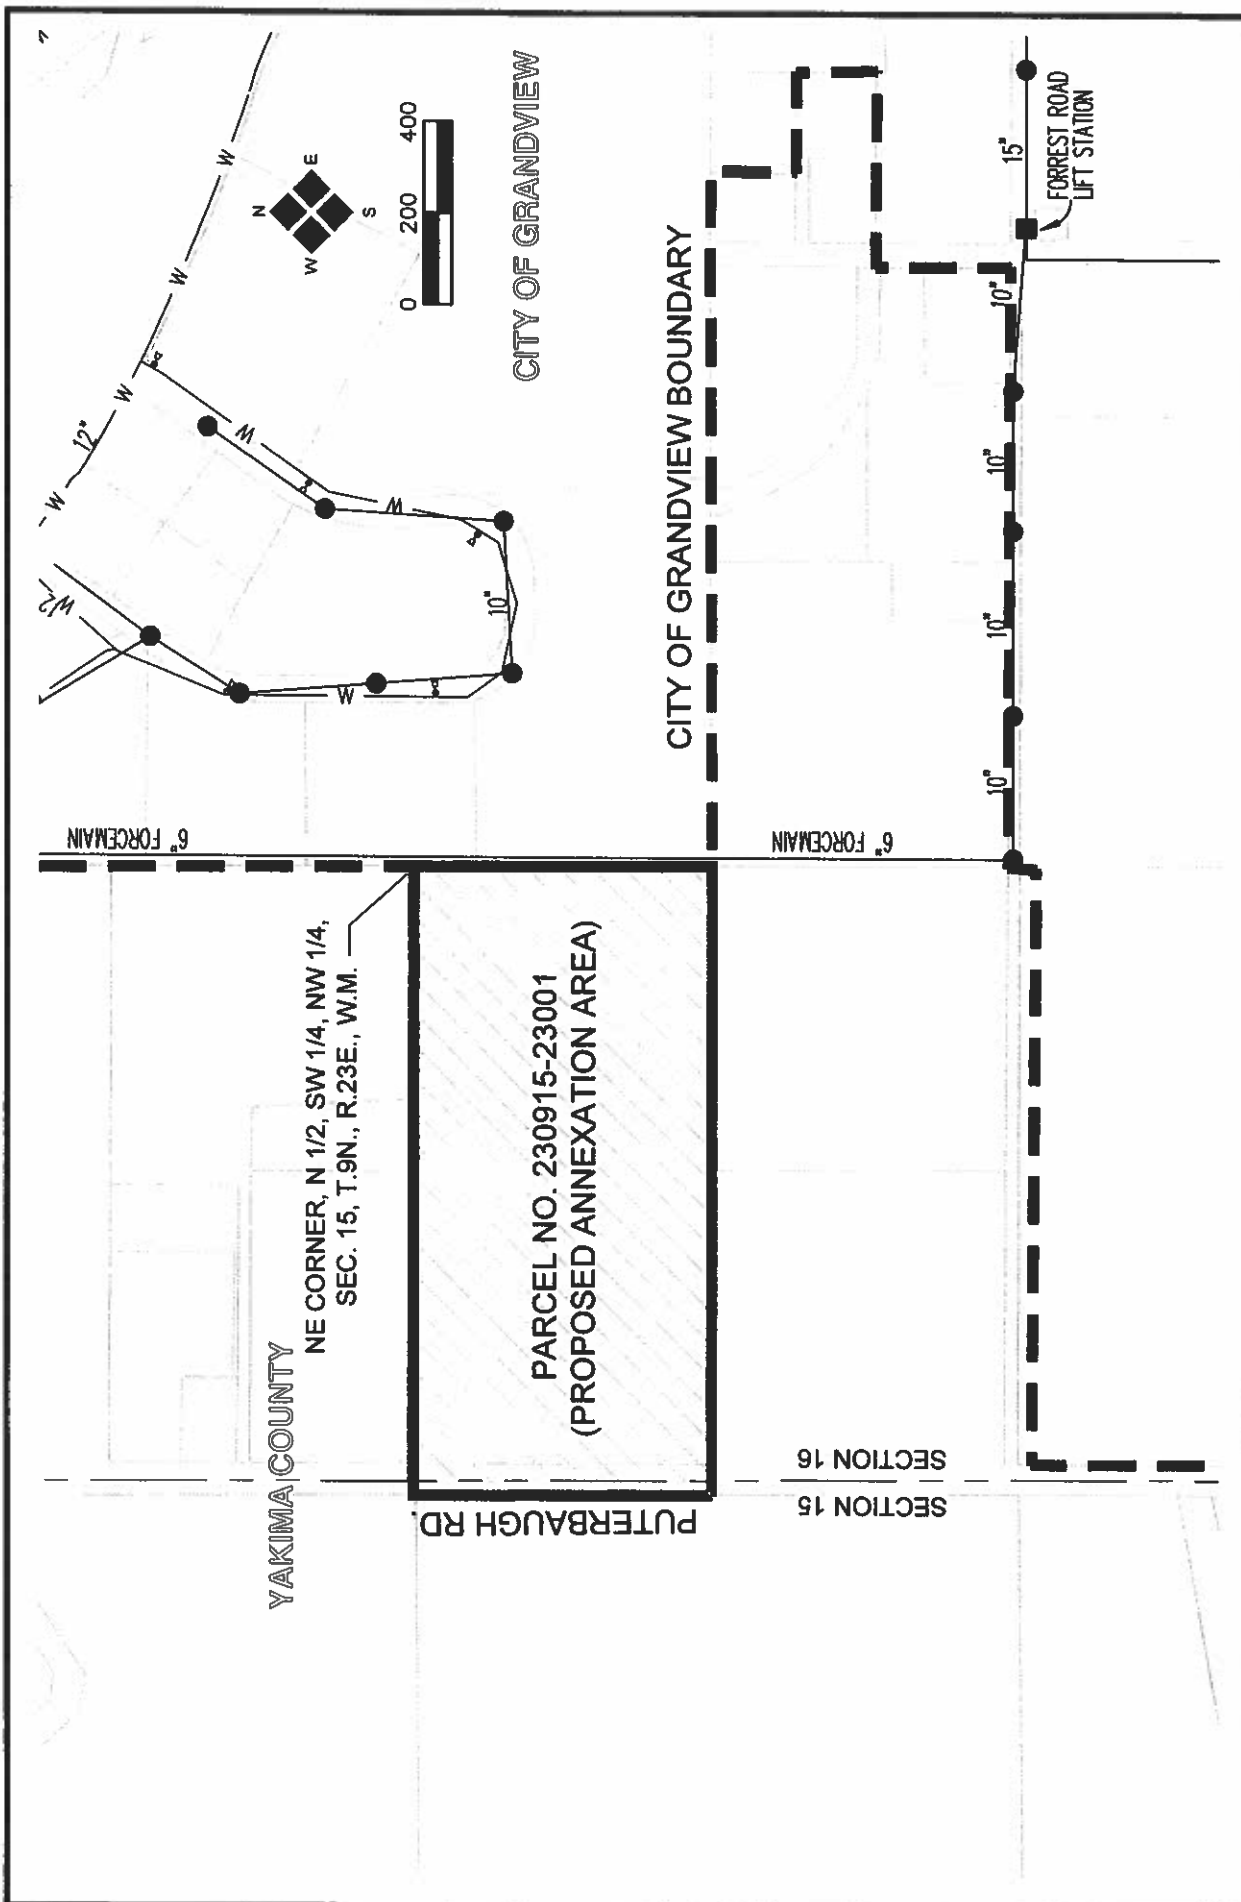 YAKIMA COUNTY
NE CORNER, N 1/2, SW 1/4, NW 1/4,
SEC. 15, T.9N., R.23E., W.M.
6" FORCEMAIN
W
12"
W
W
W
W
W
W
W
W
10"
N
E
S
W
0
200
400
CITY OF GRANDVIEW
PARCEL NO. 230915-23001
(PROPOSED ANNEXATION AREA)
PUTERBAUGH RD.
CITY OF GRANDVIEW BOUNDARY
SECTION 15
SECTION 16
6" FORCEMAIN
10"
10"
10"
10"
15"
FORREST ROAD
LIFT STATION